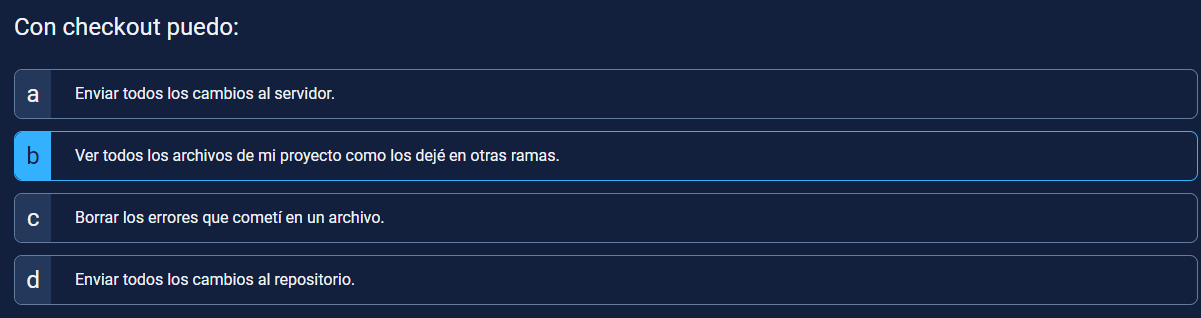 Con checkout puedo:
a Enviar todos los cambios al servidor.
b Ver todos los archivos de mi proyecto como los dejé en otras ramas.
c Borrar los errores que cometí en un archivo.
d Enviar todos los cambios al repositorio.